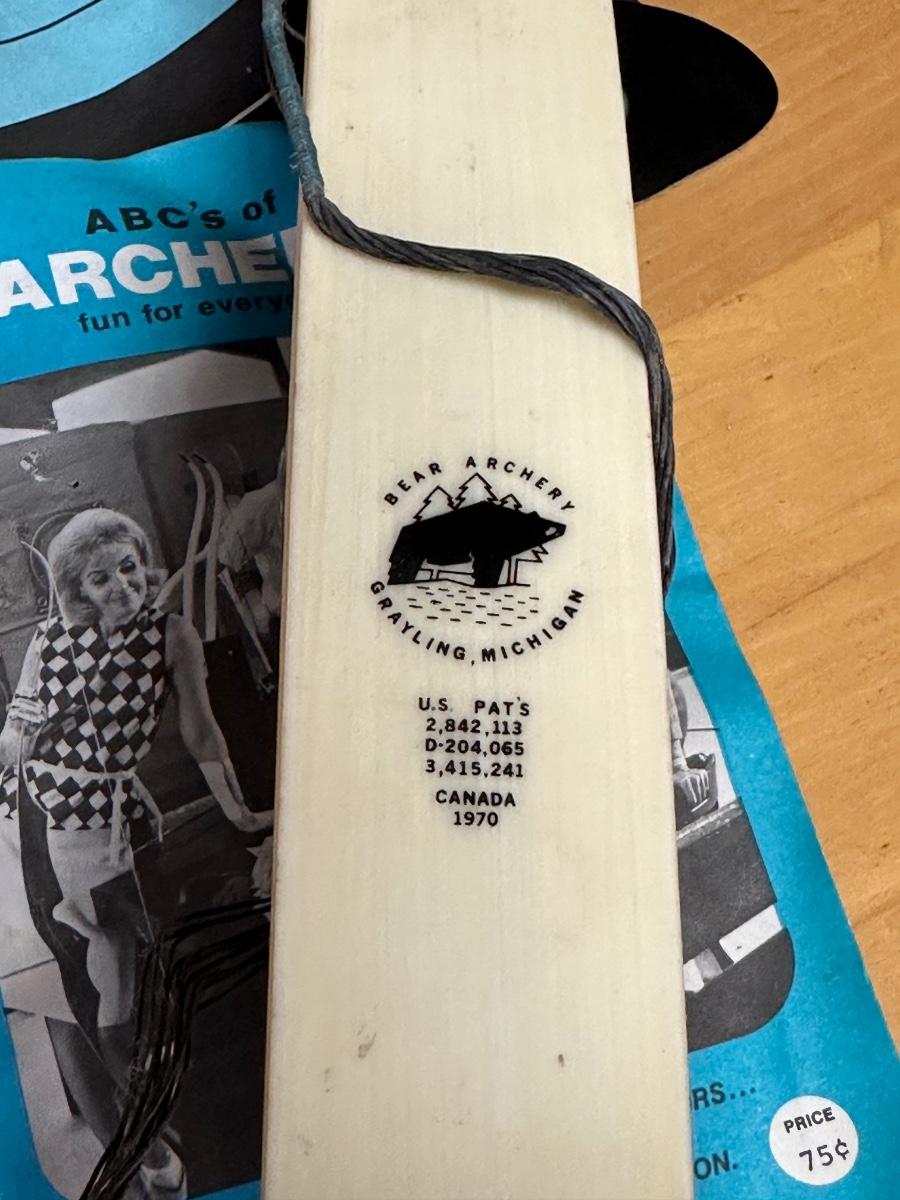 ABC's of
ARCHE
fun for every
BEAR ARCHERY
GRAYLING, MICHIGAN
U.S. PAT'S
2,842,113
D-204,065
3,415,241
CANADA
1970
RS...
ON.
PRICE
75¢